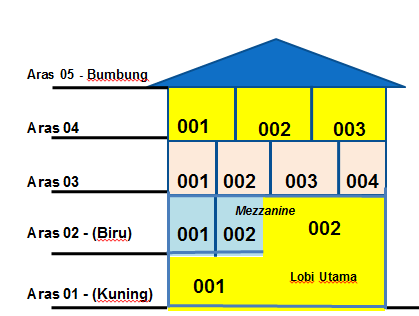 Aras 05 - Bumbung
Aras 04
001
002
003
Aras 03
001
002
003
004
Mezzanine
Aras 02 - (Biru)
001
002
002
Lobi Utama
001
Aras 01 - (Kuning)